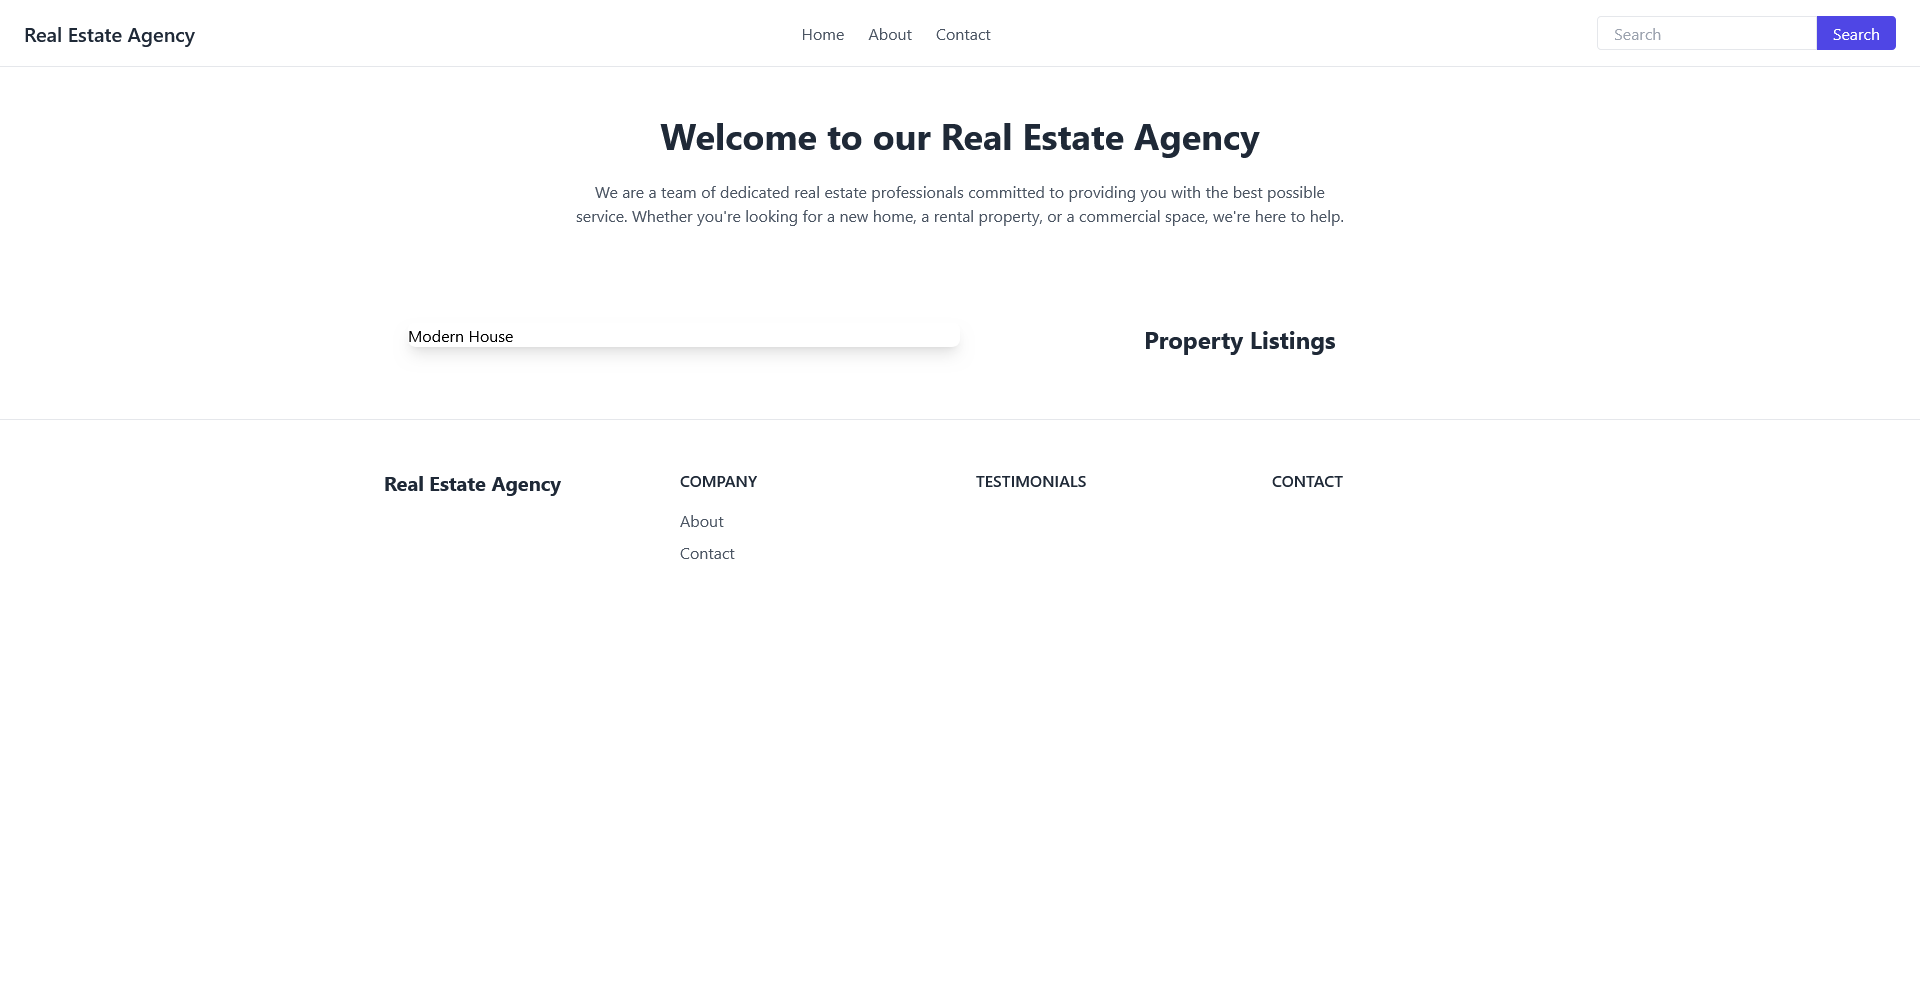 Real Estate Agency
Home
About
Contact
Search
Search
Welcome to our Real Estate Agency
We are a team of dedicated real estate professionals committed to providing you with the best possible
service. Whether you're looking for a new home, a rental property, or a commercial space, we're here to help.
Modern House
Property Listings
Real Estate Agency
COMPANY
About
Contact
TESTIMONIALS
CONTACT